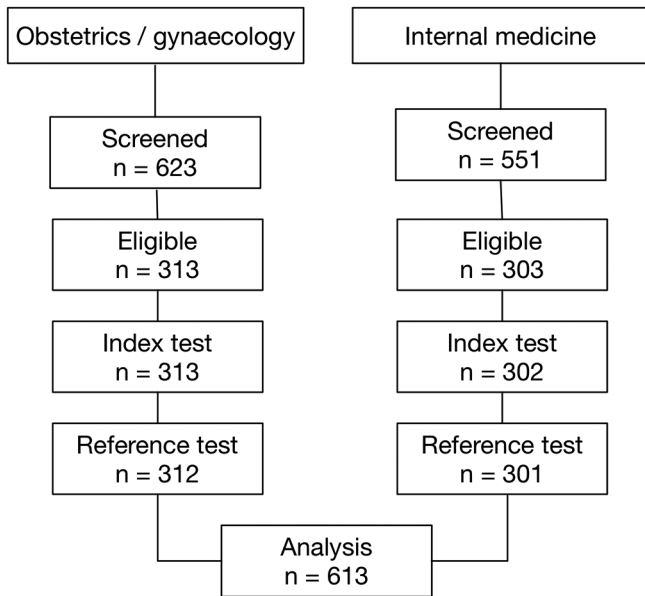 Obstetrics / gynaecology
Screened
n = 623
Eligible
n = 313
Index test
n = 313
Reference test
n = 312
Internal medicine
Screened
n = 551
Eligible
n = 303
Index test
n = 302
Reference test
n = 301
Analysis
n = 613